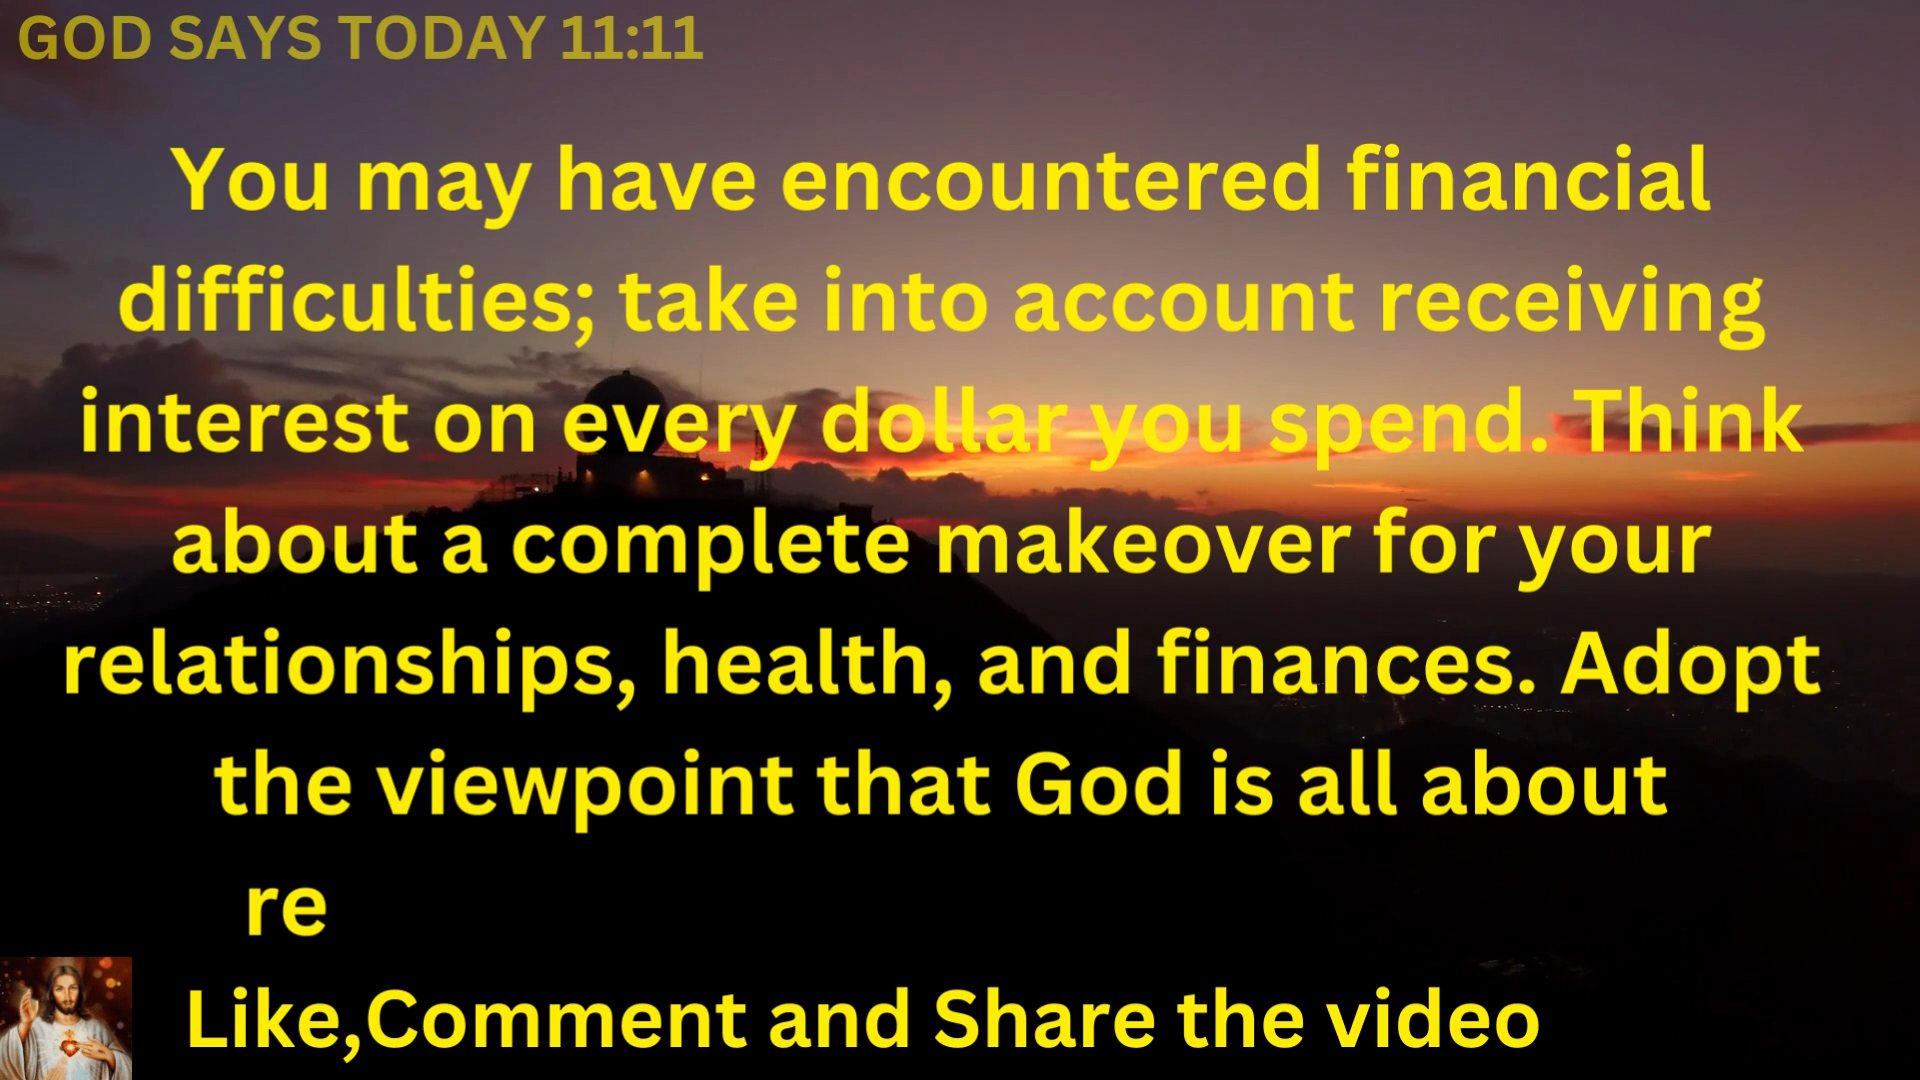 GOD SAYS TODAY 11:11
You may have encountered financial
difficulties; take into account receiving
interest on every dollar you spend. Think
about a complete makeover for your
relationships, health, and finances. Adopt
the viewpoint that God is all about
re
Like,Comment and Share the video